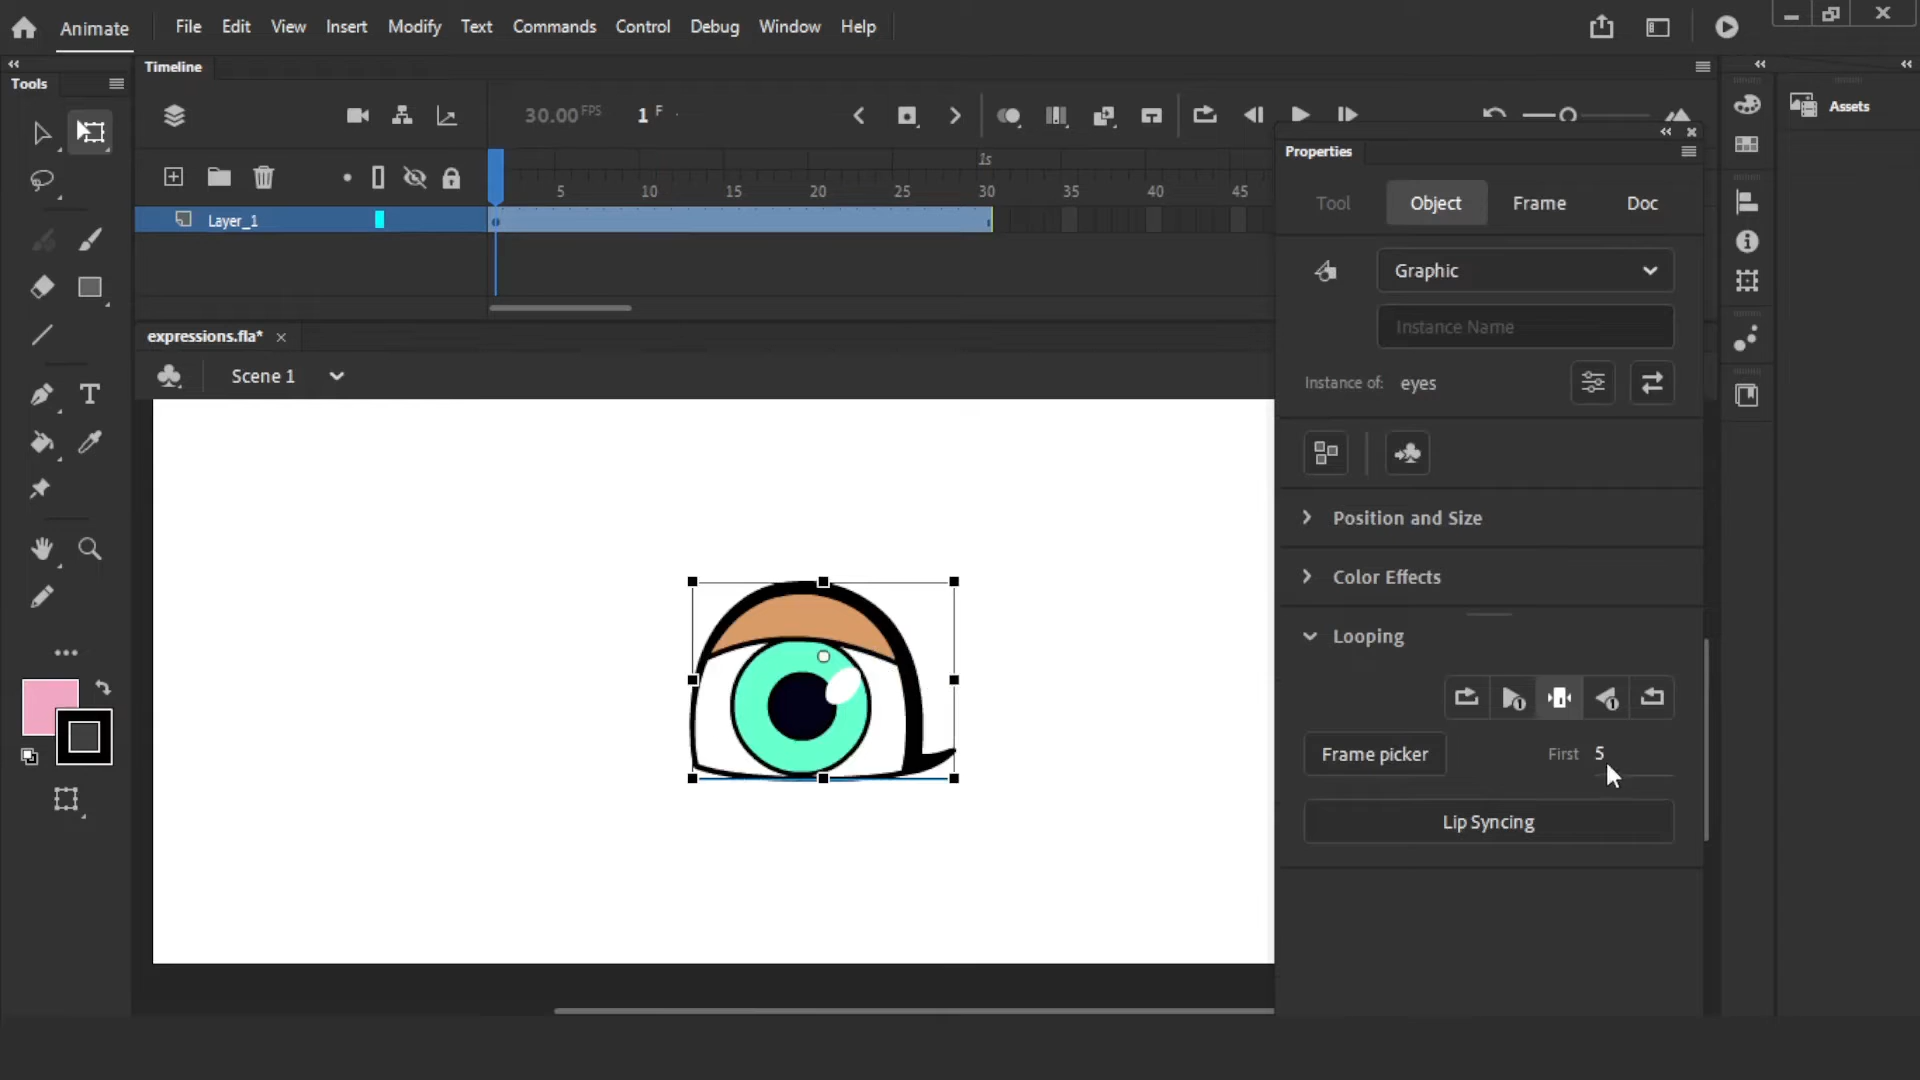 Animate File Edit View Insert Modify Text Commands Control Debug Window Help
Tools
Timeline
30.00 FPS 1 F
Assets
Properties
1s
5 10 15 20 25 30 35 40 45
Layer_1
Tool Object Frame Doc
Graphic
Instance Name
expressions.fla*
Scene 1
Instance of: eyes
Position and Size
Color Effects
Looping
Frame picker First 5
Lip Syncing